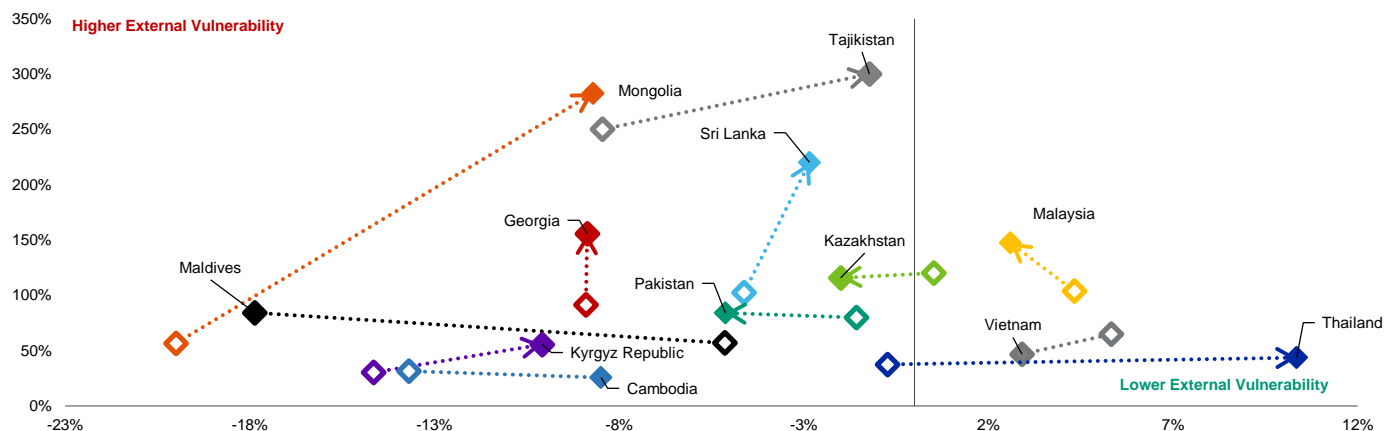 350%
Higher External Vulnerability
Tajikistan
300%
Mongolia
250%
Sri Lanka
200%
Georgia
Malaysia
150%
Kazakhstan
Maldives
Pakistan
100%
Vietnam
Thailand
50%
Kyrgyz Republic
Cambodia
Lower External Vulnerability
0%
-23%
-18%
-13%
-8%
-3%
2%
7%
12%